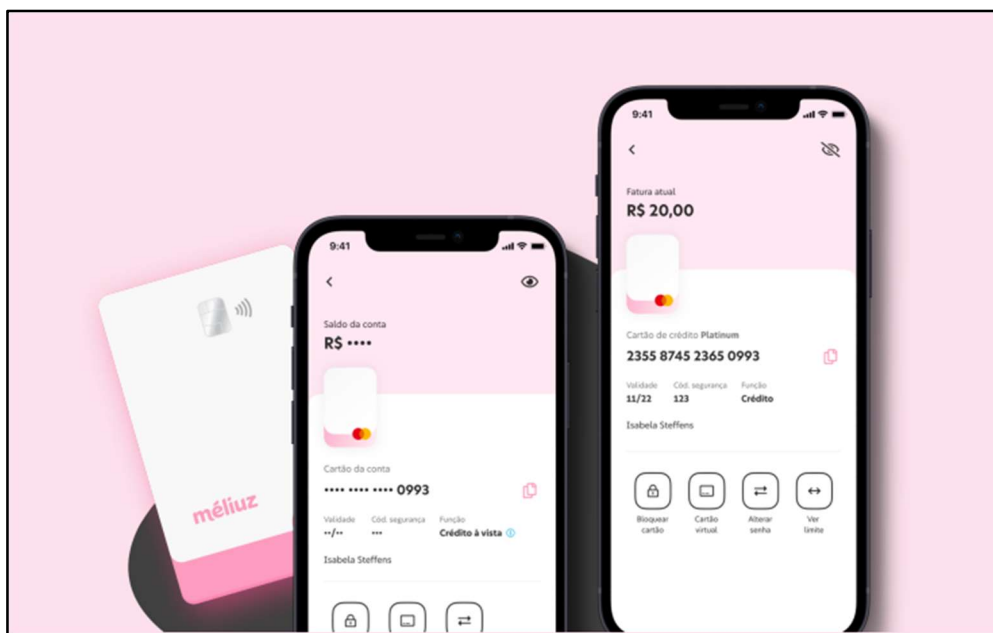 méliuz
9:41
Saldo da conta
R$ ••••
Cartão da conta
•••• •••• •••• 0993
Validade Cód. segurança Função
••/•• ••• Crédito à vista
Isabela Steffens
9:41
Fatura atual
R$ 20,00
Cartão de crédito Platinum
2355 8745 2365 0993
Validade Cód. segurança Função
11/22 123 Crédito
Isabela Steffens
Bloquear cartão
Cartão virtual
Alterar senha
Ver limite